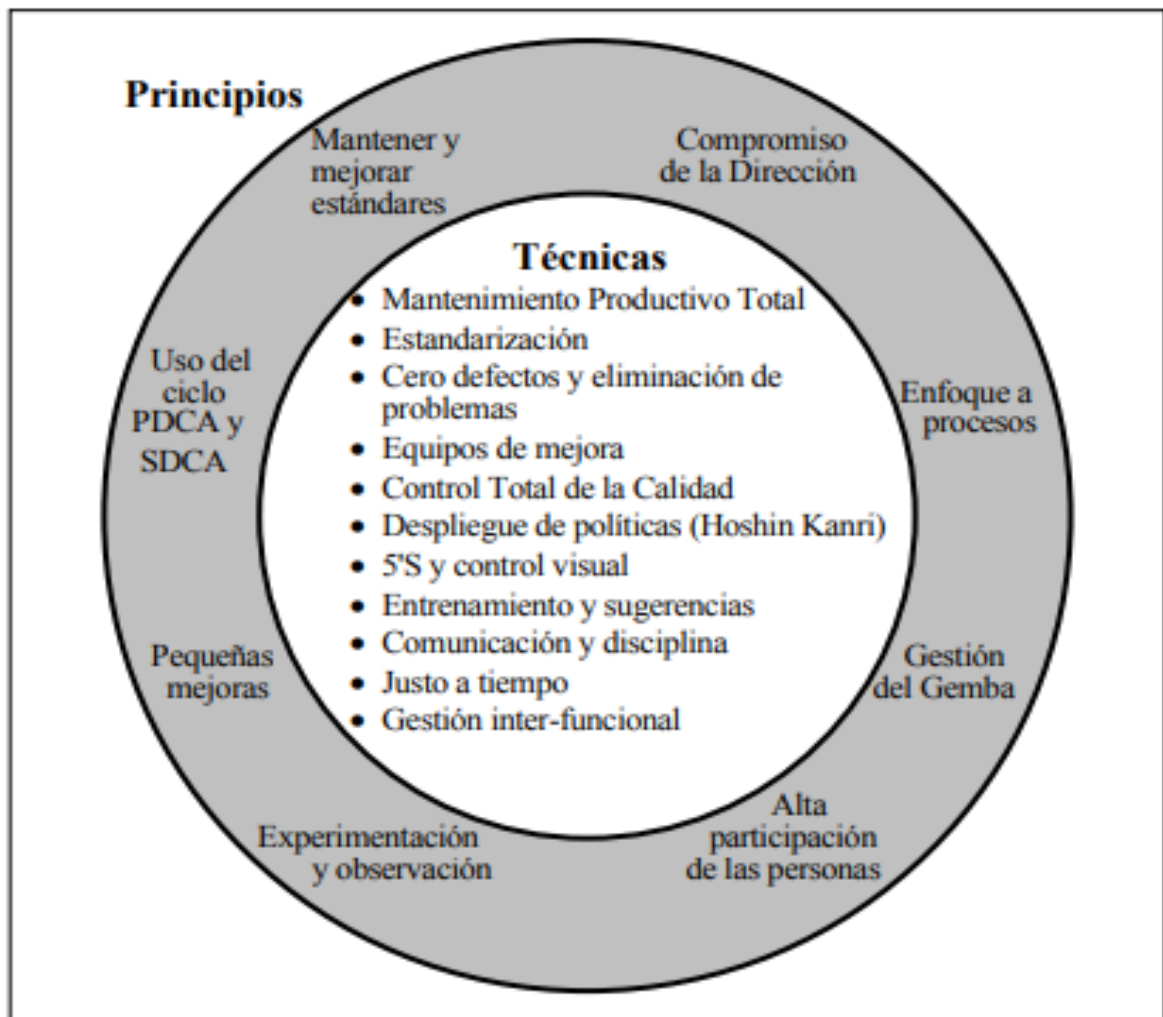 Principios
Mantener y
mejorar
estándares
Compromiso
de la Dirección
Técnicas
• Mantenimiento Productivo Total
• Estandarización
• Cero defectos y eliminación de
problemas
• Equipos de mejora
• Control Total de la Calidad
• Despliegue de políticas (Hoshin Kanri)
• 5'S y control visual
• Entrenamiento y sugerencias
• Comunicación y disciplina
• Justo a tiempo
• Gestión inter-funcional
Uso del
ciclo
PDCA y
SDCA
Enfoque a
procesos
Pequeñas
mejoras
Gestión
del Gemba
Experimentación
y observación
Alta
participación
de las personas